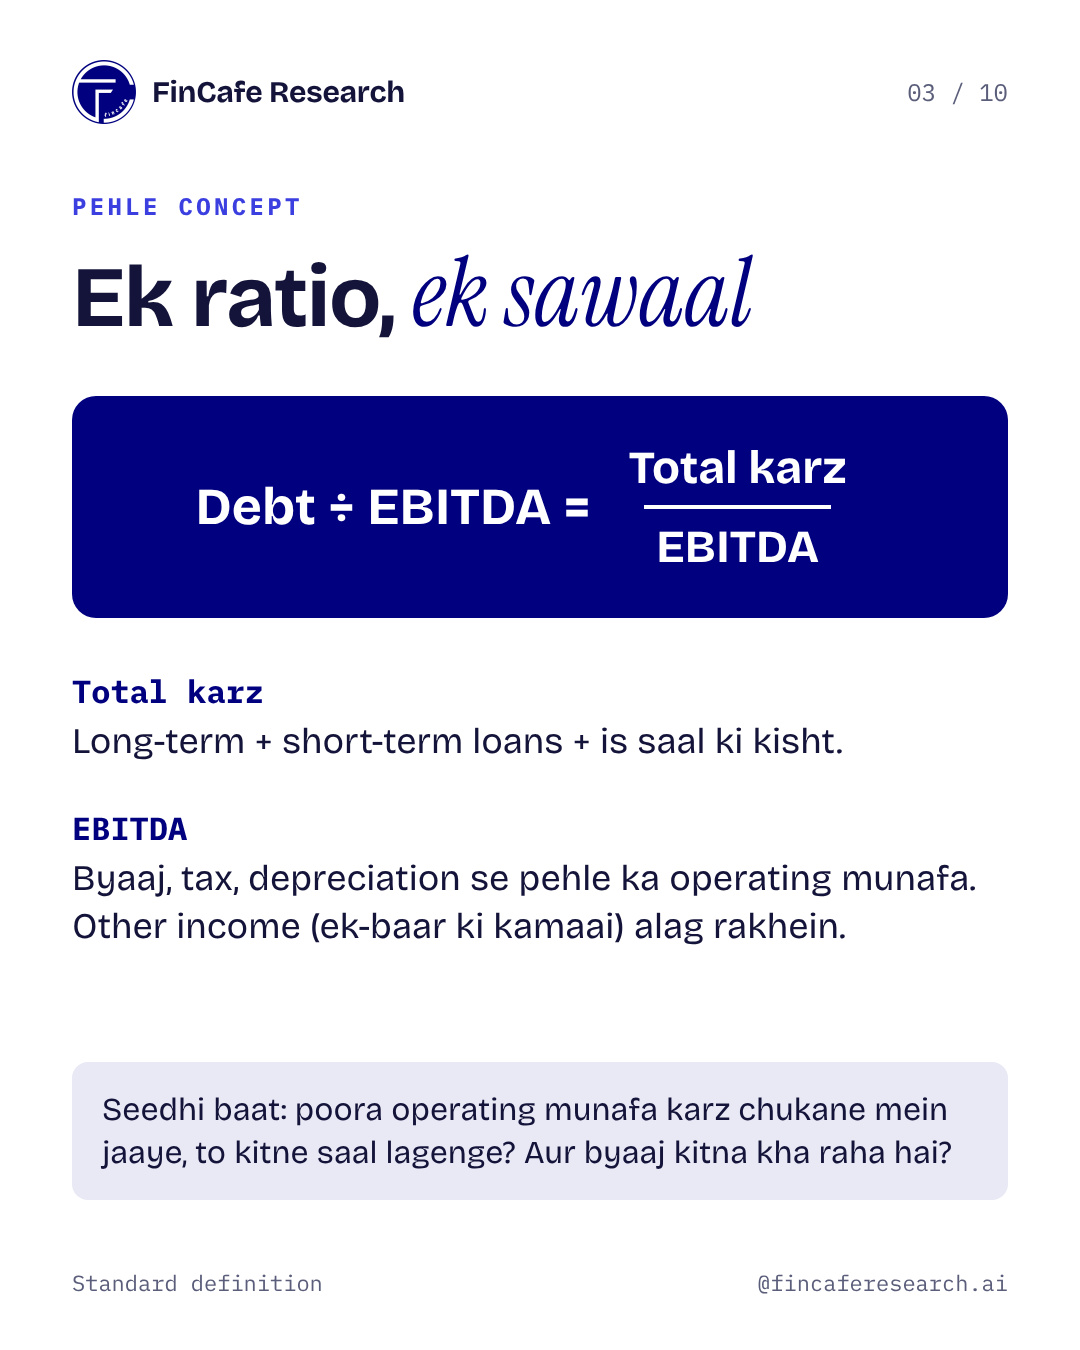 FinCafe Research
03 / 10
PEHLE CONCEPT
Ek ratio, ek sawaal
Debt ÷ EBITDA =
Total karz
EBITDA
Total karz
Long-term + short-term loans + is saal ki kisht.
EBITDA
Byaaj, tax, depreciation se pehle ka operating munafa.
Other income (ek-baar ki kamaai) alag rakhein.
Seedhi baat: poora operating munafa karz chukane mein
jaaye, to kitne saal lagenge? Aur byaaj kitna kha raha hai?
Standard definition
@fincaferesearch.ai